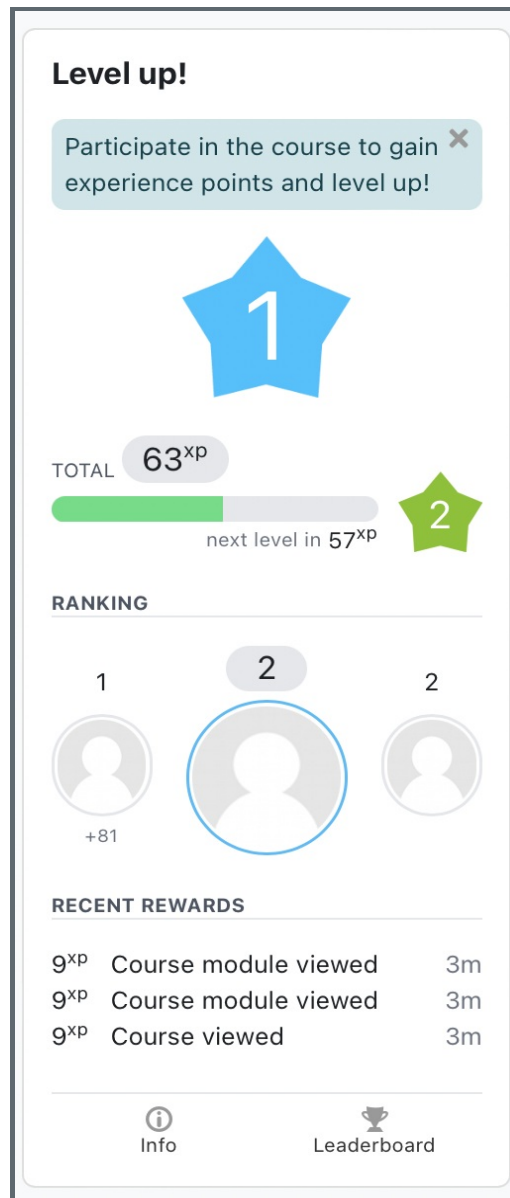 Level up!
Participate in the course to gain
experience points and level up!
1
TOTAL 63xp
2
next level in 57xp
RANKING
1 2 2
+81
RECENT REWARDS
9xp Course module viewed 3m
9xp Course module viewed 3m
9xp Course viewed 3m
Info Leaderboard